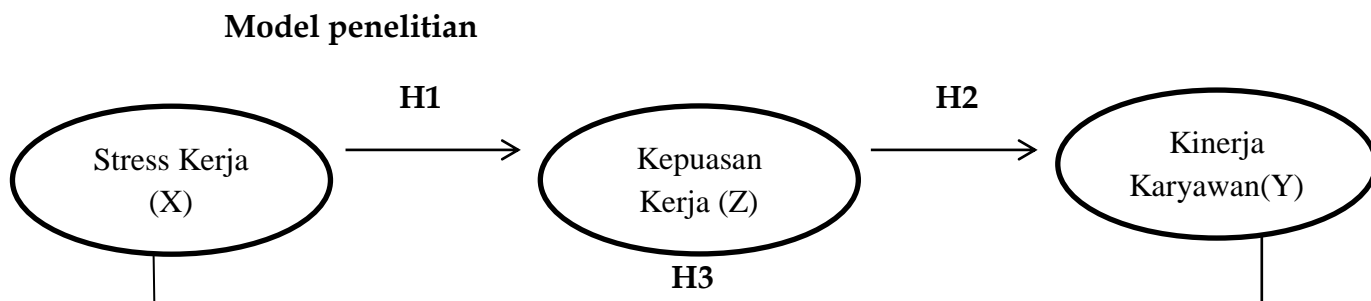 Model penelitian
H1
H2
Stress Kerja
(X)
Kepuasan
Kerja (Z)
Kinerja
Karyawan(Y)
H3